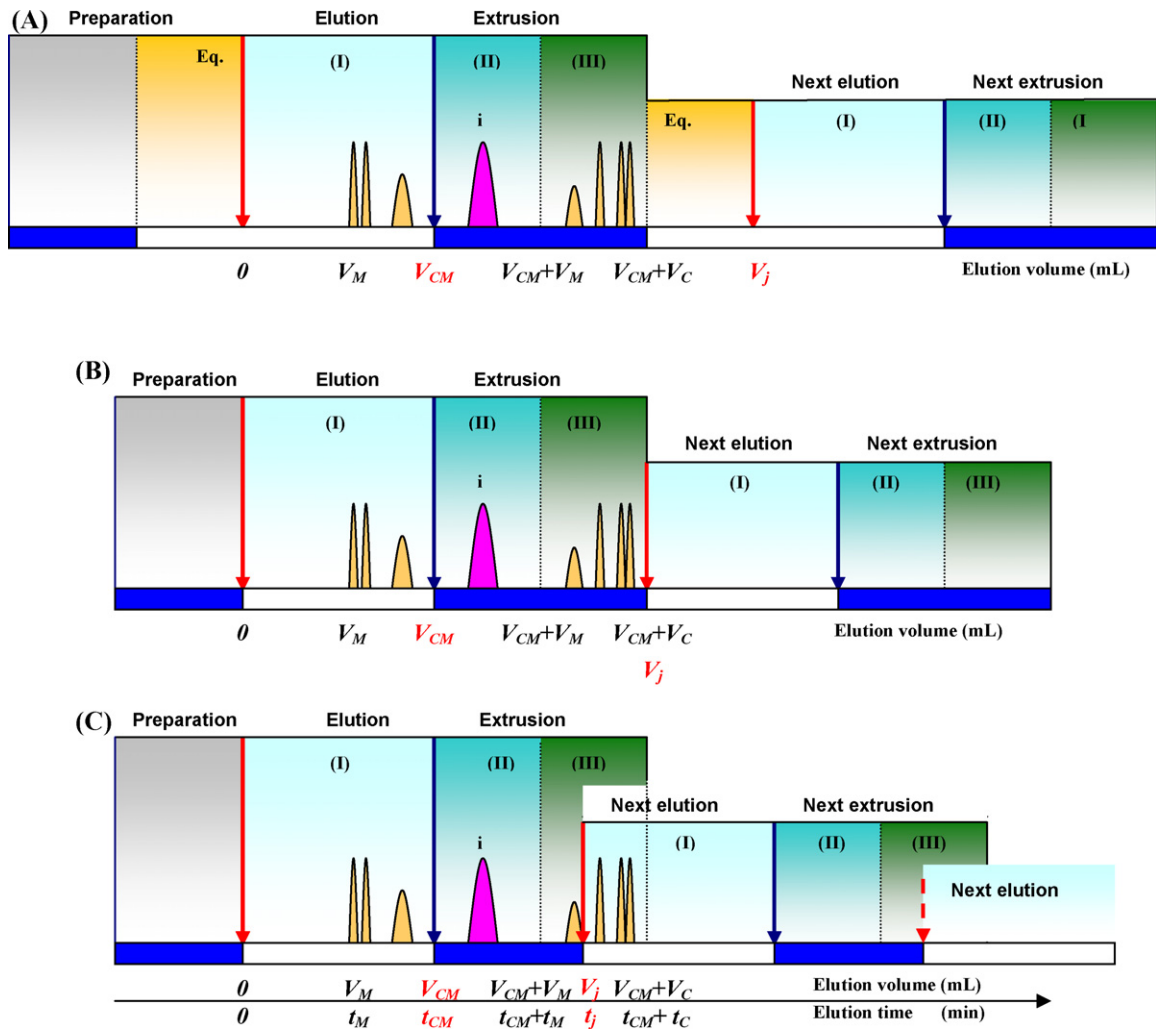 (A)
Preparation Elution Extrusion
Eq. (I) (II) (III)
Next elution Next extrusion
i Eq. (I) (II) (I
0 V_M V_CM V_CM+V_M V_CM+V_C V_j Elution volume (mL)
(B)
Preparation Elution Extrusion
(I) (II) (III)
Next elution Next extrusion
i (I) (II) (III)
0 V_M V_CM V_CM+V_M V_CM+V_C Elution volume (mL)
V_j
(C)
Preparation Elution Extrusion
(I) (II) (III)
Next elution Next extrusion
i (I) (II) (III)
Next elution
0 V_M V_CM V_CM+V_M V_j V_CM+V_C Elution volume (mL)
0 t_M t_CM t_CM+t_M t_j t_CM+ t_C Elution time (min)